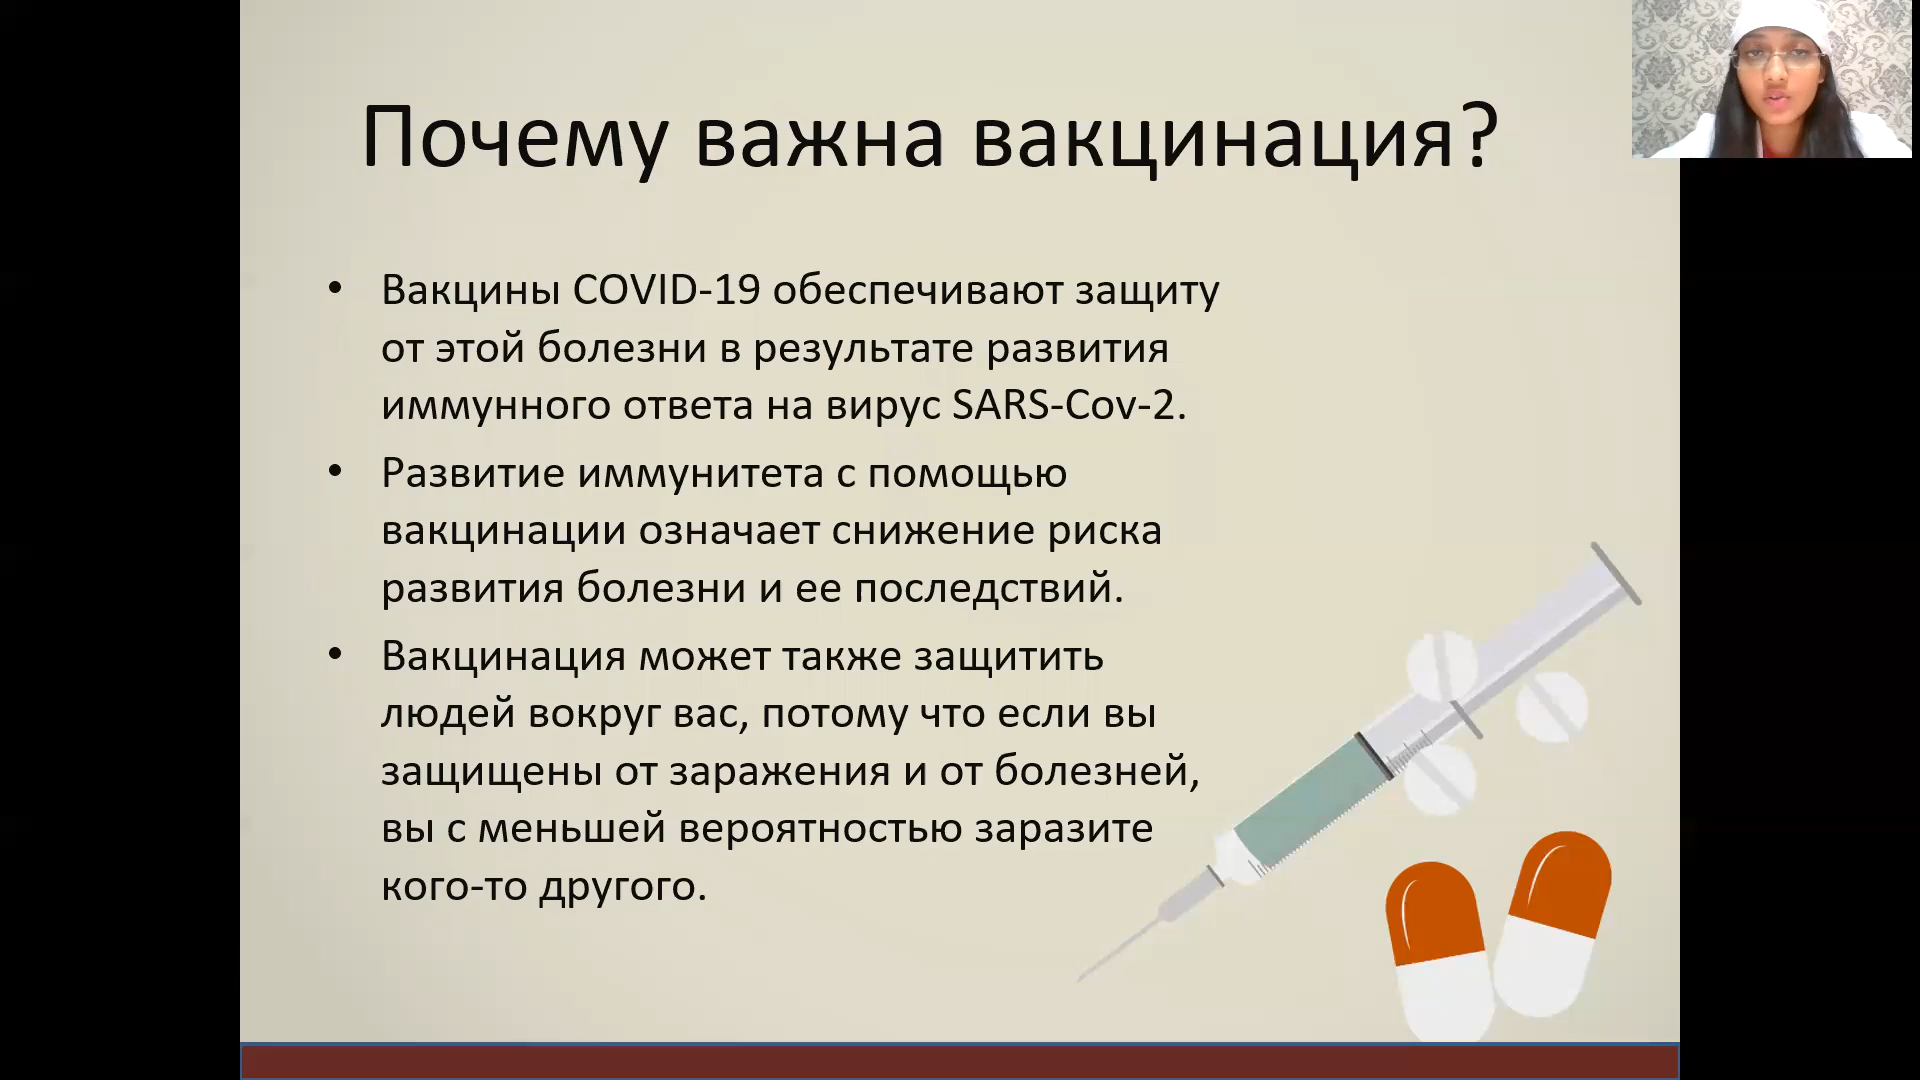 Почему важна вакцинация?
• Вакцины COVID-19 обеспечивают защиту
от этой болезни в результате развития
иммунного ответа на вирус SARS-Cov-2.
• Развитие иммунитета с помощью
вакцинации означает снижение риска
развития болезни и ее последствий.
• Вакцинация может также защитить
людей вокруг вас, потому что если вы
защищены от заражения и от болезней,
вы с меньшей вероятностью заразите
кого-то другого.